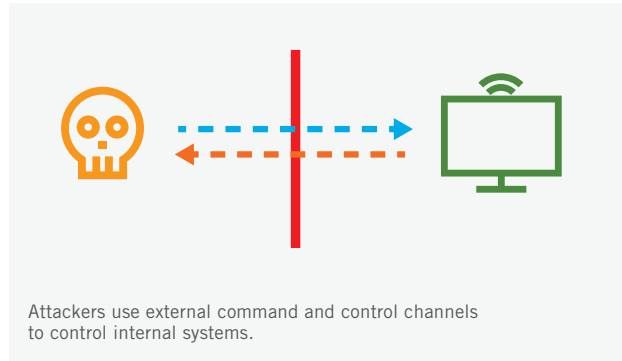 Attackers use external command and control channels
to control internal systems.